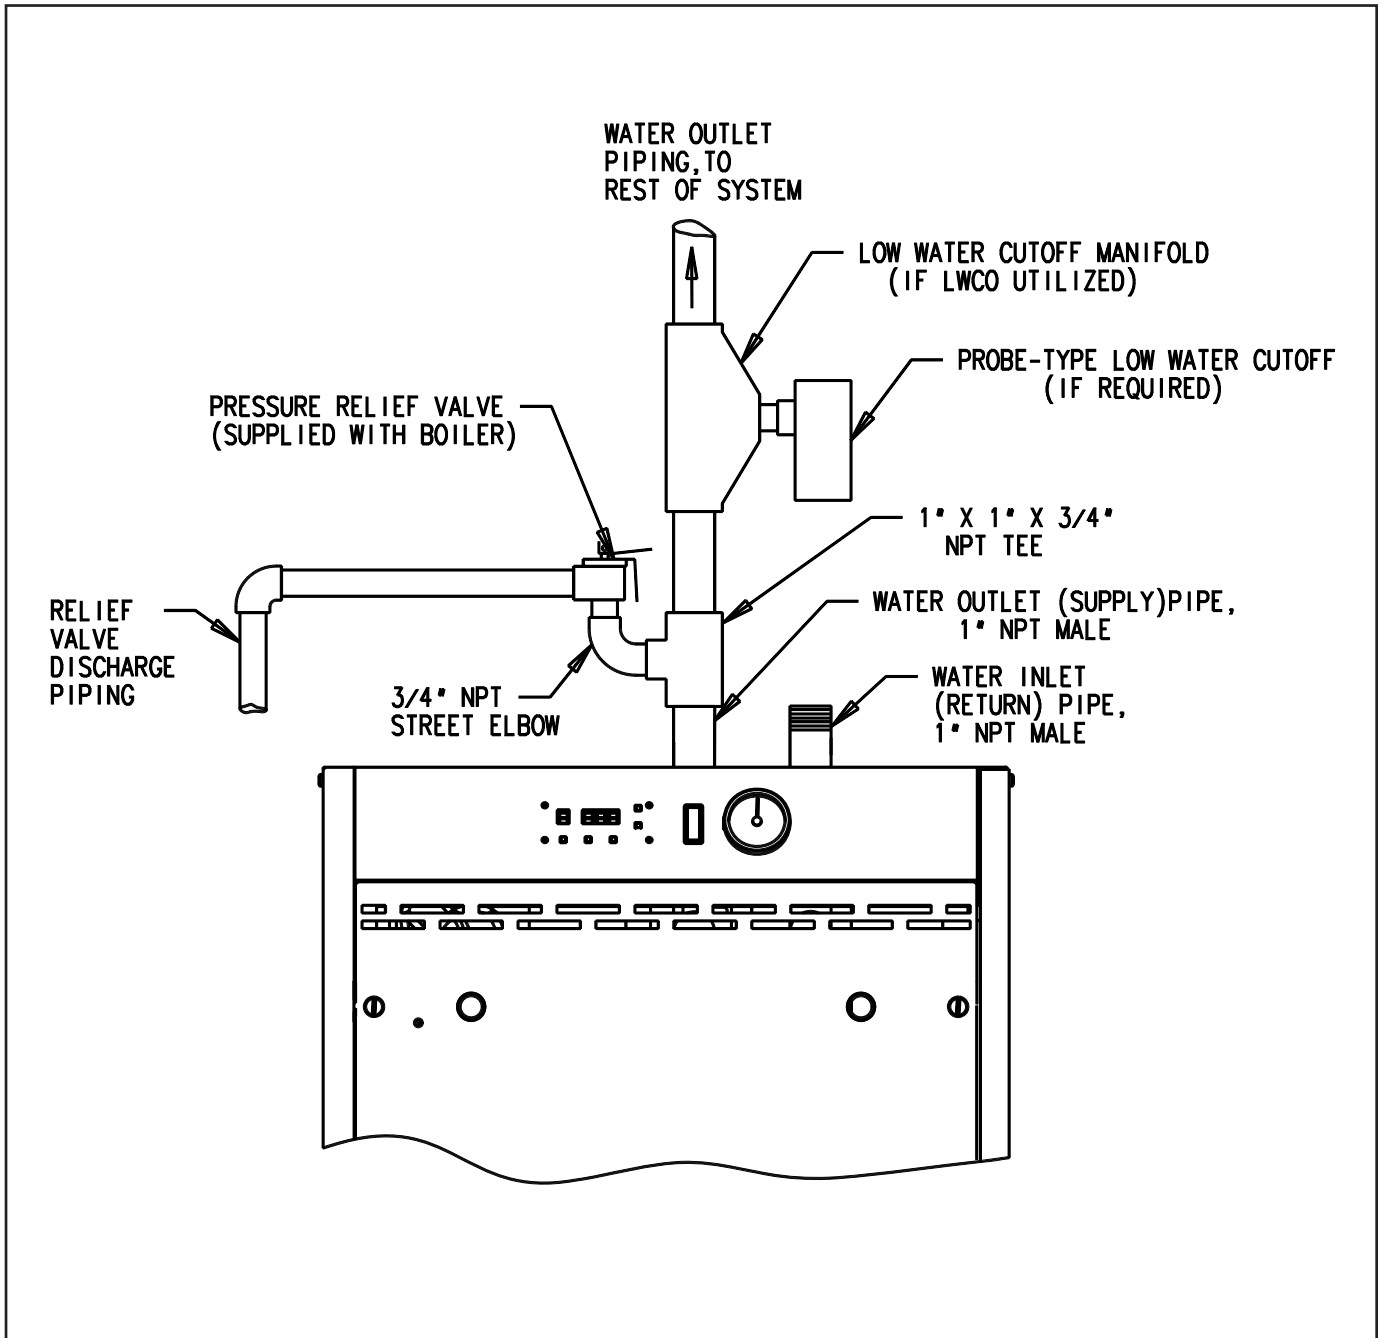 WATER OUTLET
PIPING, TO
REST OF SYSTEM
LOW WATER CUTOFF MANIFOLD
(IF LWCO UTILIZED)
PROBE-TYPE LOW WATER CUTOFF
(IF REQUIRED)
PRESSURE RELIEF VALVE
(SUPPLIED WITH BOILER)
1" X 1" X 3/4"
NPT TEE
RELIEF
VALVE
DISCHARGE
PIPING
WATER OUTLET (SUPPLY)PIPE,
1" NPT MALE
3/4" NPT
STREET ELBOW
WATER INLET
(RETURN) PIPE,
1" NPT MALE